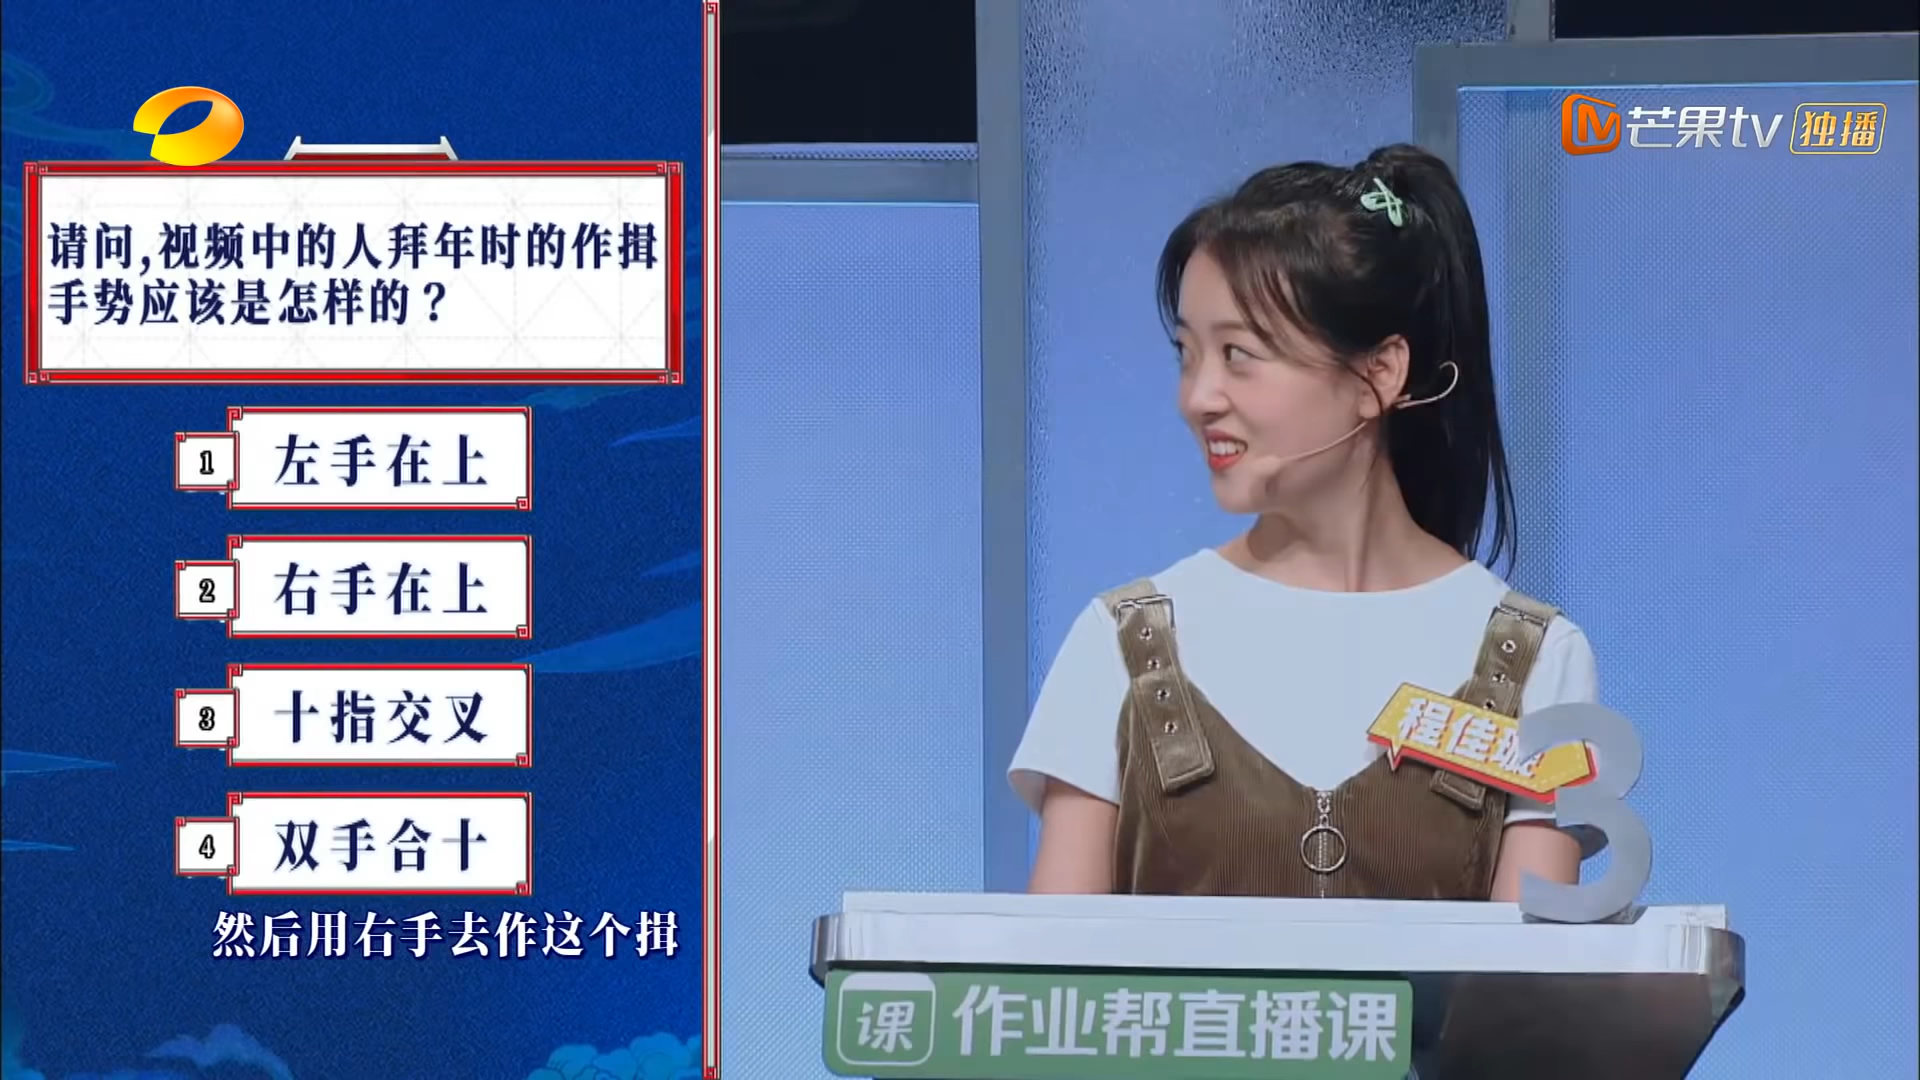 芒果tv 独播
请问,视频中的人拜年时的作揖
手势应该是怎样的？
1 左手在上
2 右手在上
3 十指交叉
4 双手合十
然后用右手去作这个揖
程佳
3
课 作业帮直播课